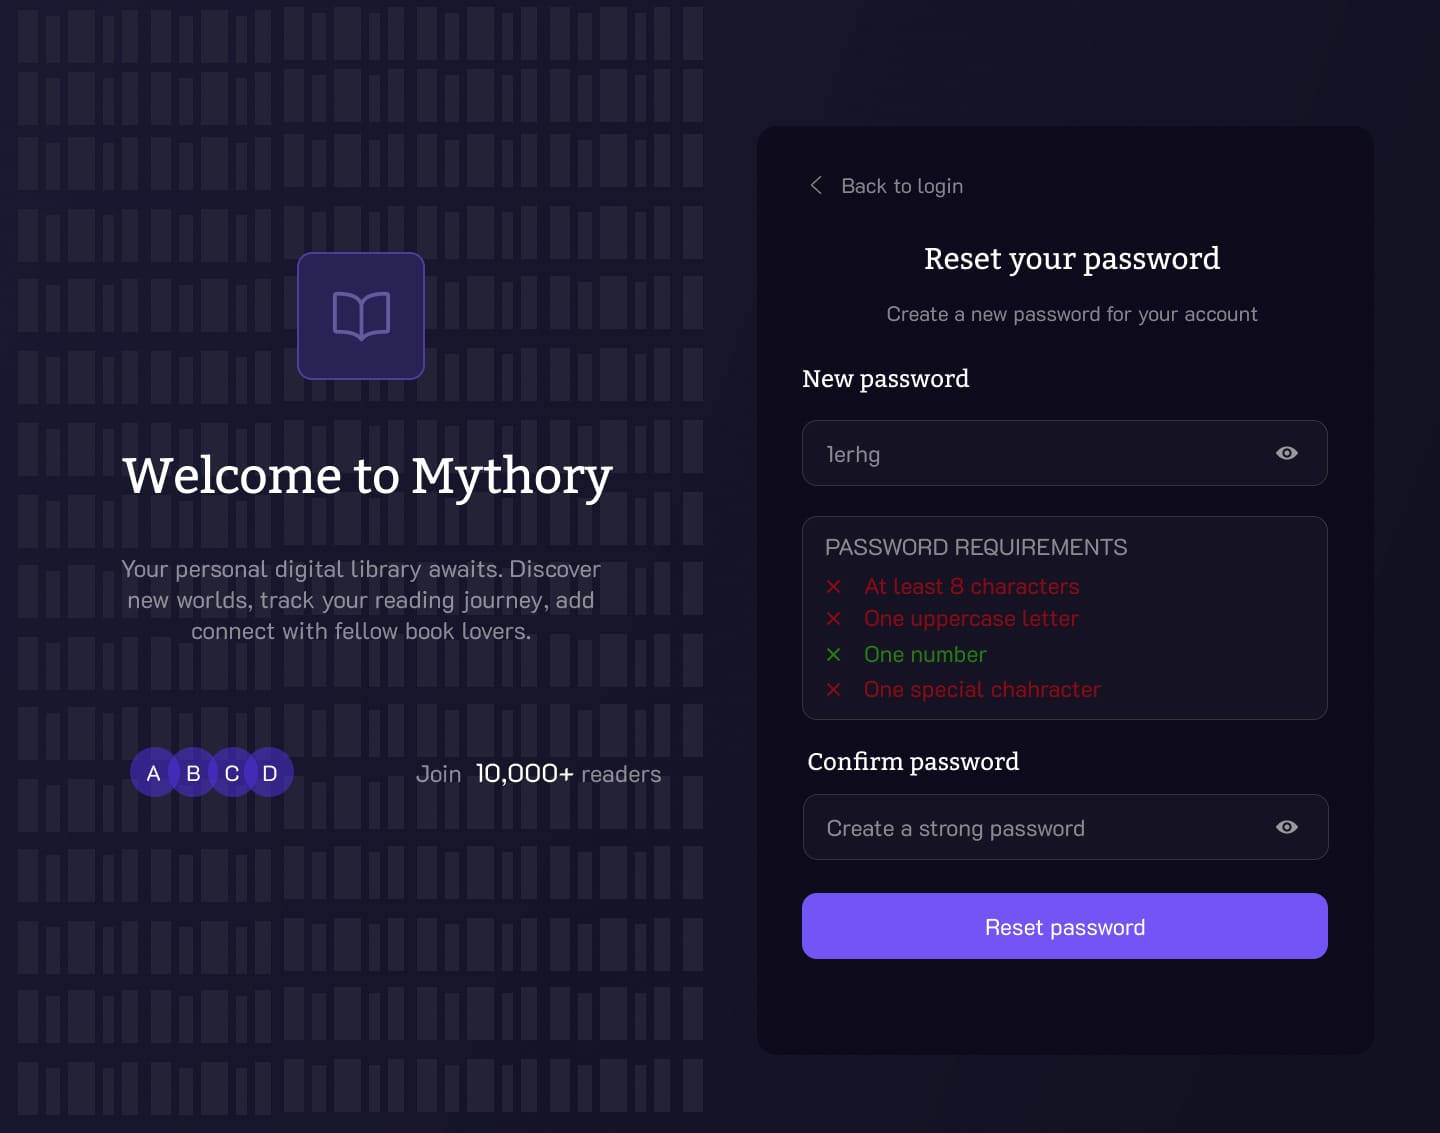 Welcome to Mythory
Your personal digital library awaits. Discover
new worlds, track your reading journey, add
connect with fellow book lovers.
A B C D
Join 10,000+ readers
Back to login
Reset your password
Create a new password for your account
New password
1erhg
PASSWORD REQUIREMENTS
At least 8 characters
One uppercase letter
One number
One special chahracter
Confirm password
Create a strong password
Reset password